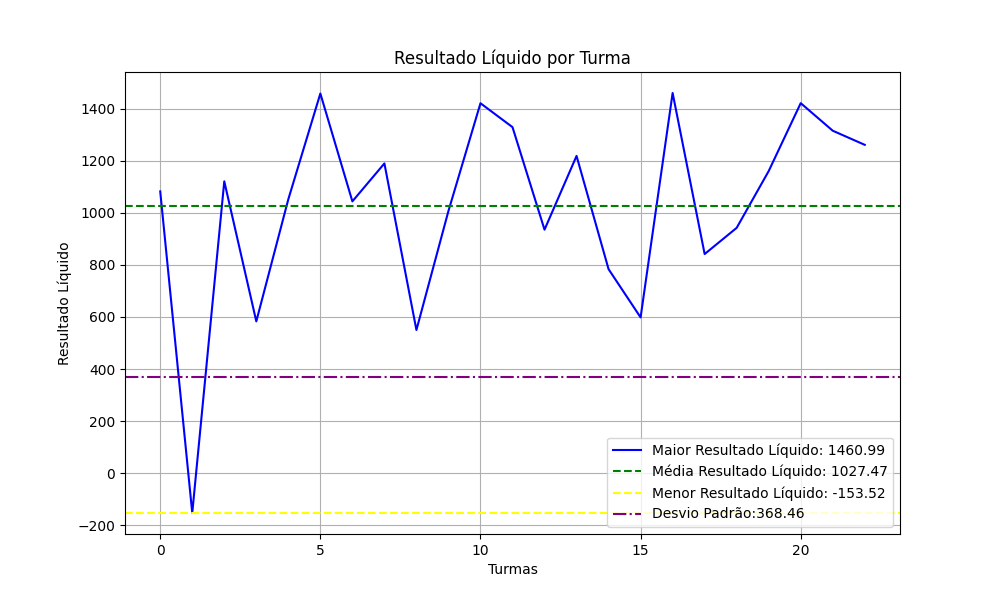 Resultado Líquido por Turma
Resultado Líquido
1400
1200
1000
800
600
400
200
0
−200
Maior Resultado Líquido: 1460.99
Média Resultado Líquido: 1027.47
Menor Resultado Líquido: -153.52
Desvio Padrão:368.46
0 5 10 15 20
Turmas